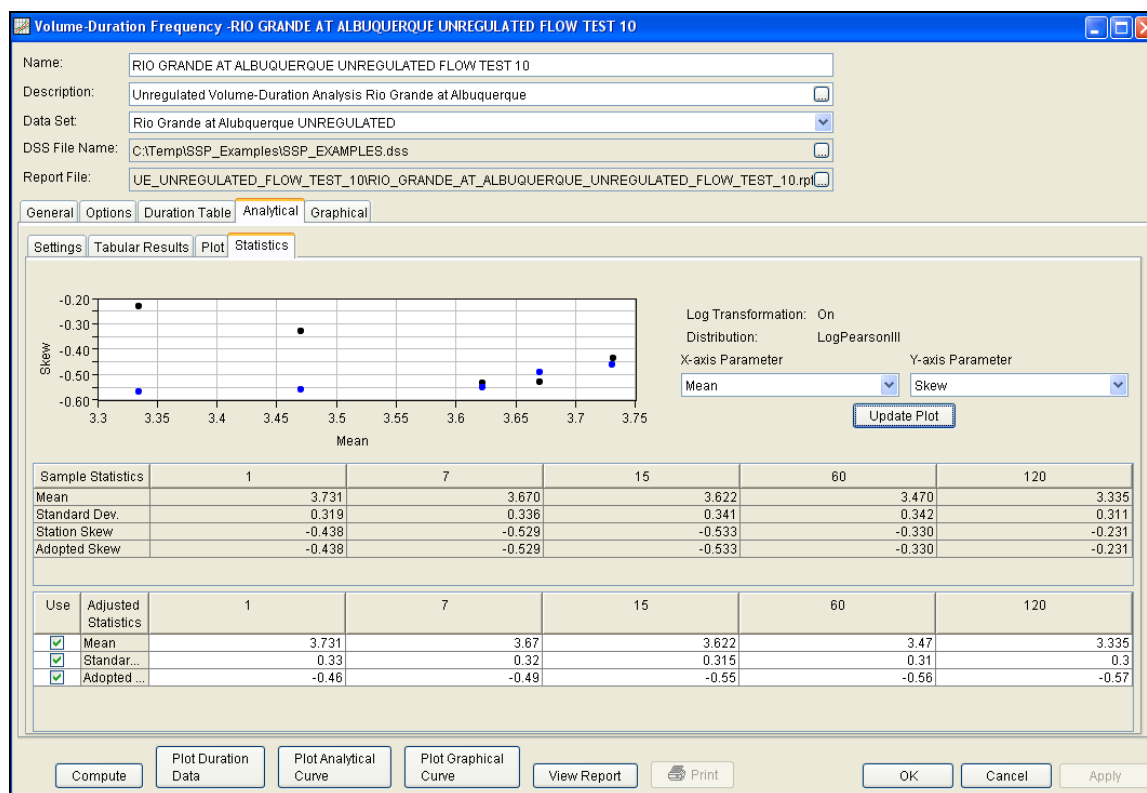 Volume-Duration Frequency -RIO GRANDE AT ALBUQUERQUE UNREGULATED FLOW TEST 10
Name: RIO GRANDE AT ALBUQUERQUE UNREGULATED FLOW TEST 10
Description: Unregulated Volume-Duration Analysis Rio Grande at Albuquerque ...
Data Set: Rio Grande at Alubquerque UNREGULATED
DSS File Name: C:\Temp\SSP_Examples\SSP_EXAMPLES.dss ...
Report File: UE_UNREGULATED_FLOW_TEST_10\RIO_GRANDE_AT_ALBUQUERQUE_UNREGULATED_FLOW_TEST_10.rpt ...
General Options Duration Table Analytical Graphical
Settings Tabular Results Plot Statistics
-0.20
-0.30
-0.40
-0.50
-0.60
Skew
3.3 3.35 3.4 3.45 3.5 3.55 3.6 3.65 3.7 3.75
Mean
Log Transformation: On
Distribution: LogPearsonIII
X-axis Parameter Y-axis Parameter
Mean Skew
Update Plot
Sample Statistics 1 7 15 60 120
Mean 3.731 3.670 3.622 3.470 3.335
Standard Dev. 0.319 0.336 0.341 0.342 0.311
Station Skew -0.438 -0.529 -0.533 -0.330 -0.231
Adopted Skew -0.438 -0.529 -0.533 -0.330 -0.231
Use Adjusted 1 7 15 60 120
Statistics
Mean 3.731 3.67 3.622 3.47 3.335
Standar... 0.33 0.32 0.315 0.31 0.3
Adopted ... -0.46 -0.49 -0.55 -0.56 -0.57
Compute Plot Duration Data Plot Analytical Curve Plot Graphical Curve View Report Print OK Cancel Apply